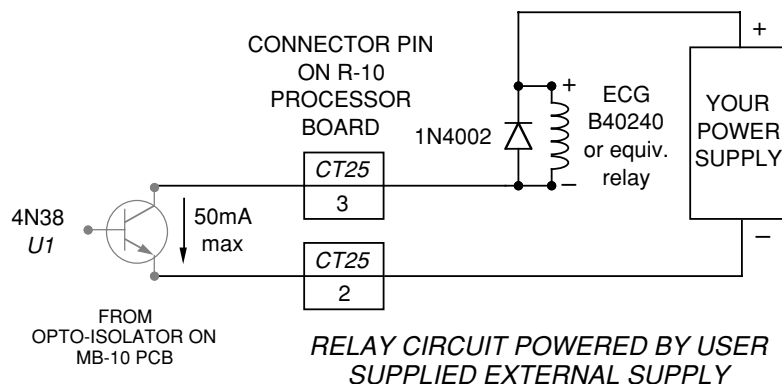 CONNECTOR PIN
ON R-10
PROCESSOR
BOARD
+
+
ECG
B40240
or equiv.
relay
YOUR
POWER
SUPPLY
1N4002
CT25
3
−
4N38
U1
50mA
max
CT25
2
−
FROM
OPTO-ISOLATOR ON
MB-10 PCB
RELAY CIRCUIT POWERED BY USER
SUPPLIED EXTERNAL SUPPLY